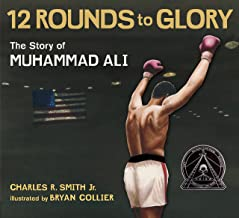 12 ROUNDS to GLORY
The Story of
MUHAMMAD ALI
CHARLES R. SMITH Jr.
illustrated by BRYAN COLLIER